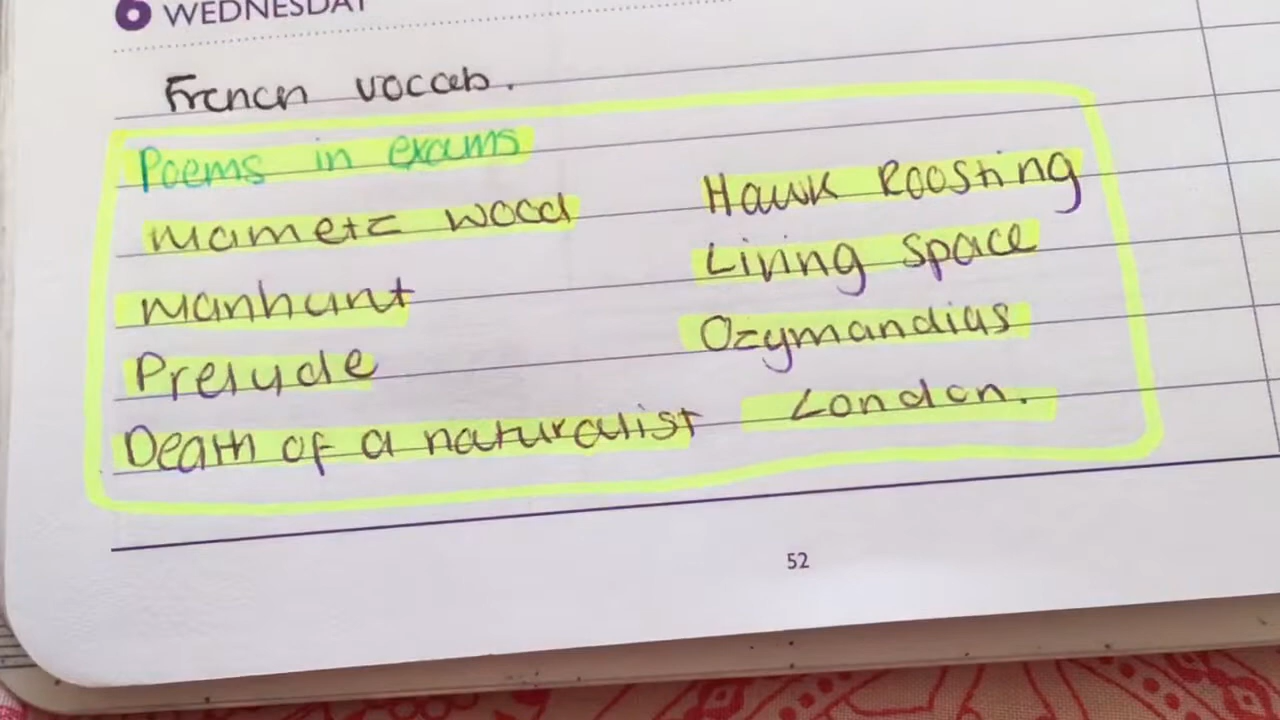 6 WEDNESDAY
French vocab.
Poems in exams
Mametz wood
Manhunt
Prelude
Death of a naturalist
Hawk Roosting
Living space
Ozymandias
London.
52